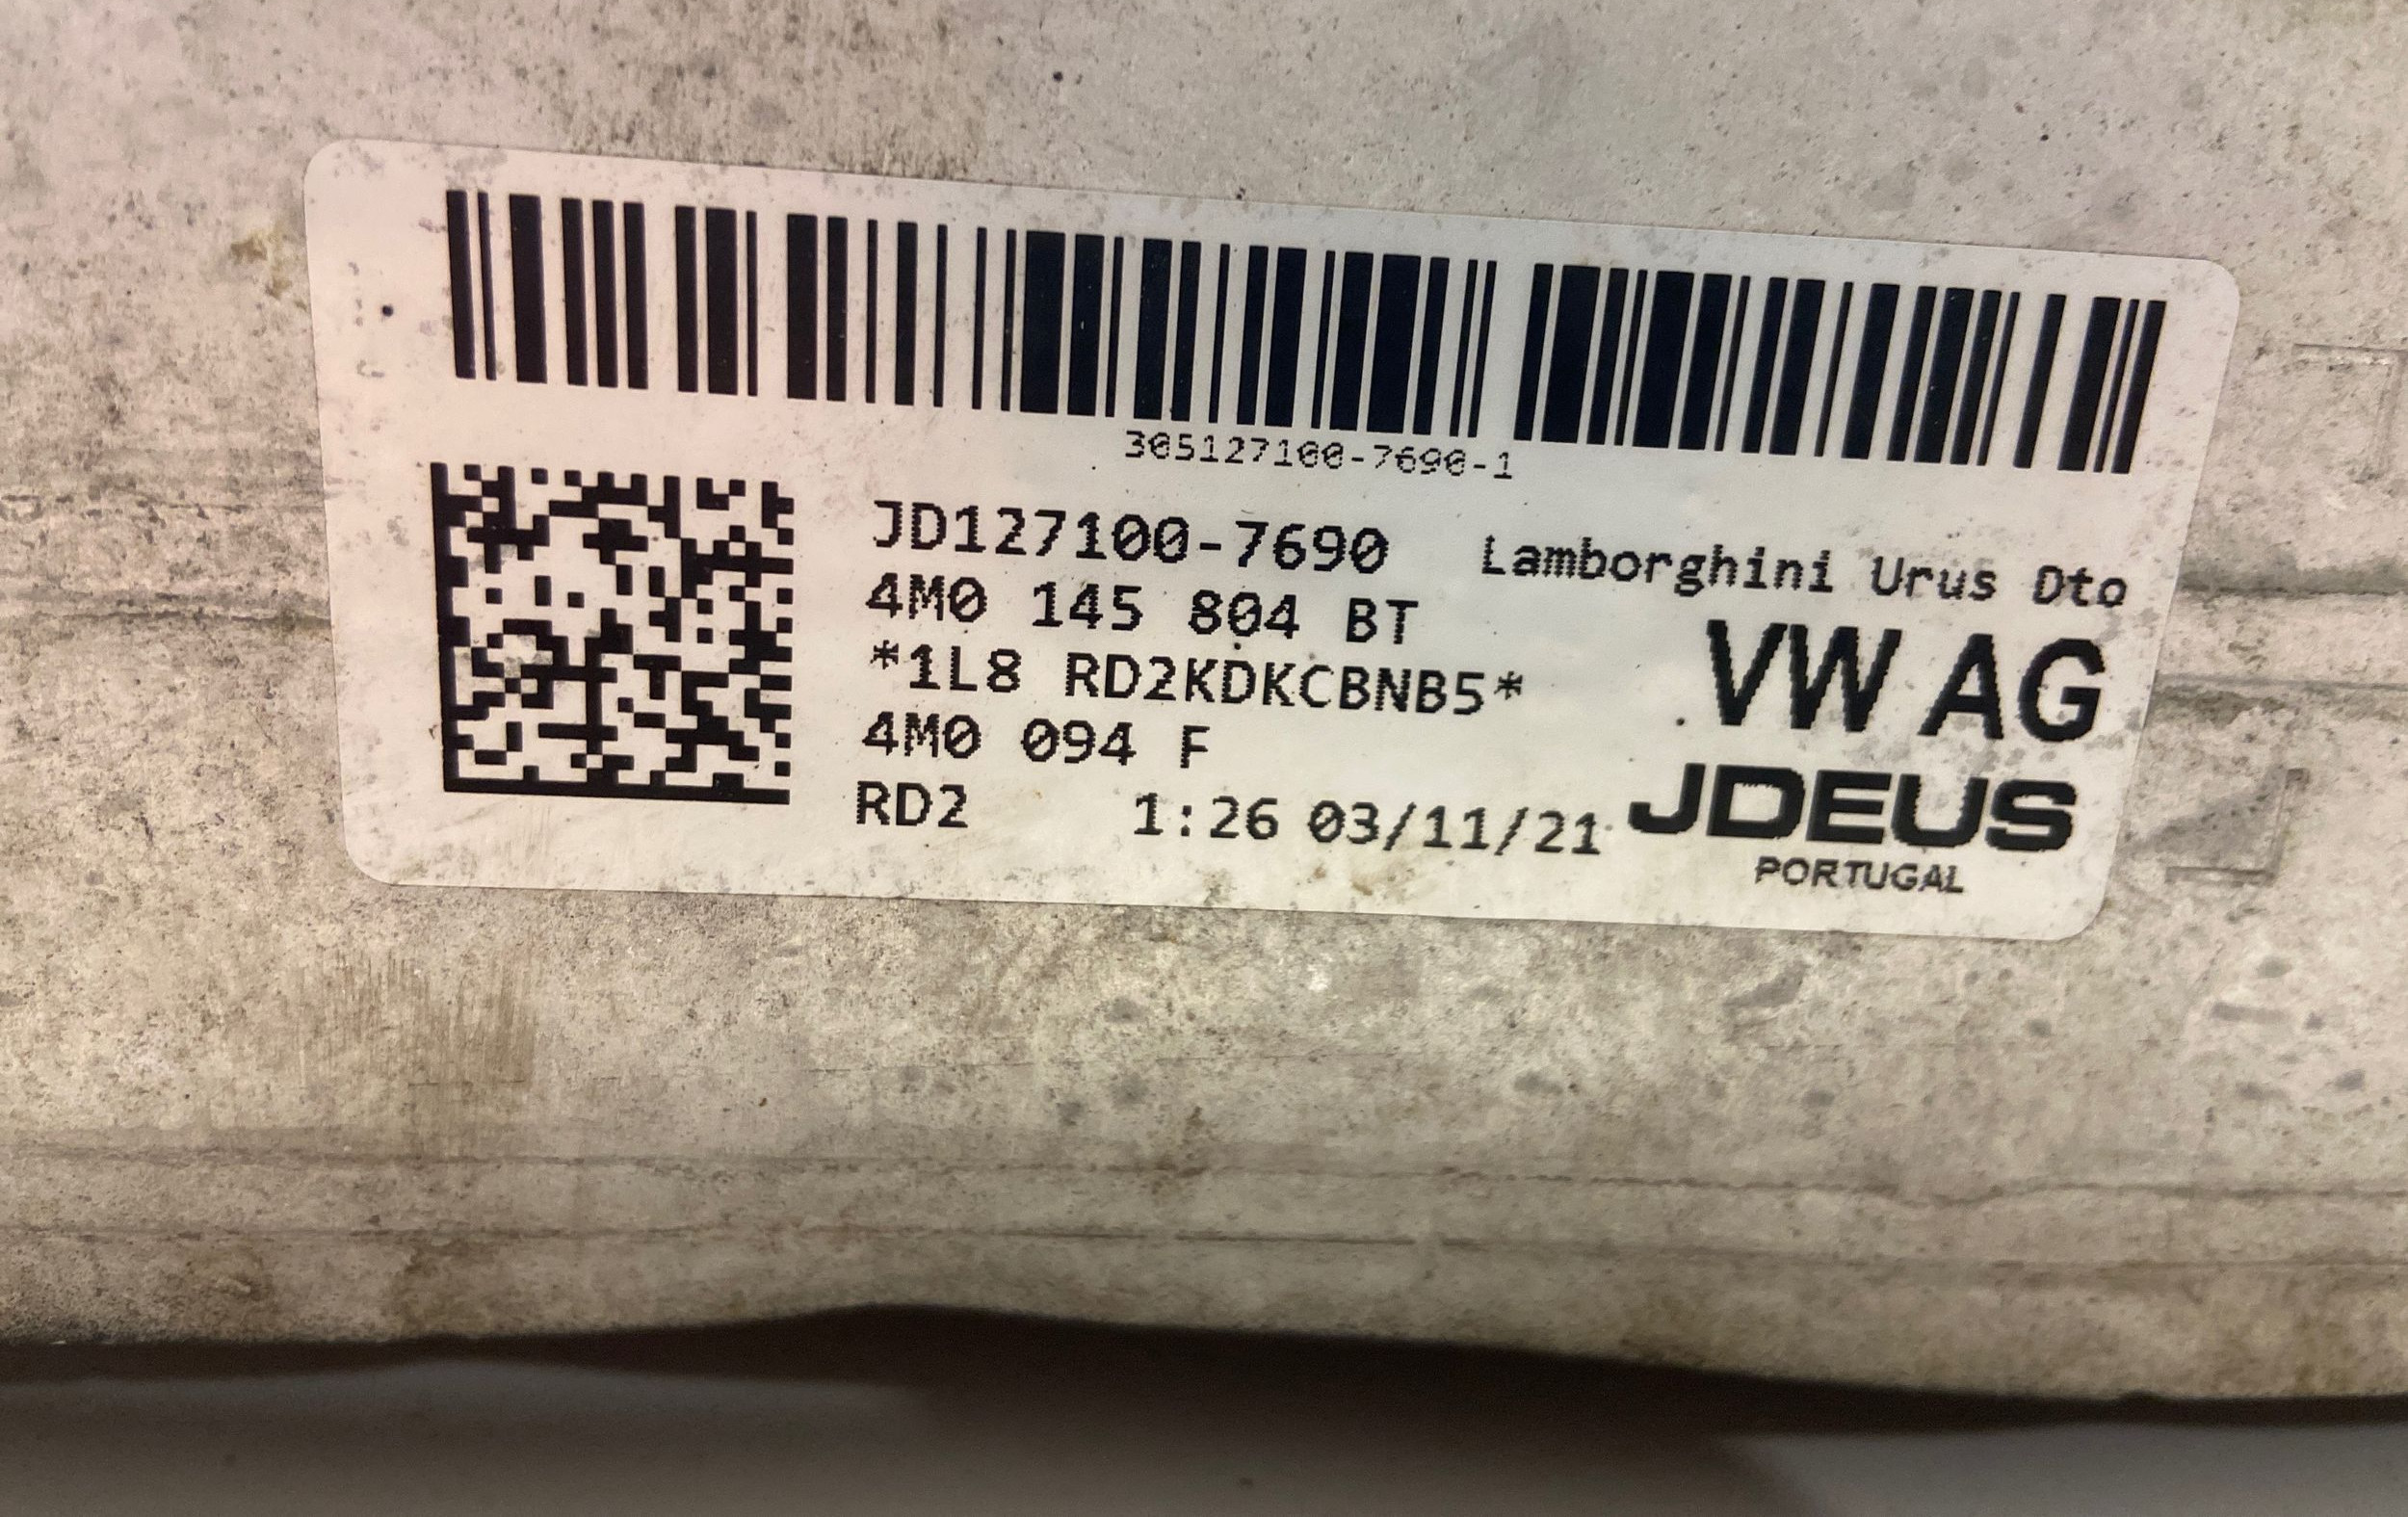 305127100-7690-1
JD127100-7690 Lamborghini Urus Dto
4M0 145 804 BT
*1L8 RD2KDKCBNB5*
VW AG
4M0 094 F
RD2 1:26 03/11/21
JDEUS
PORTUGAL